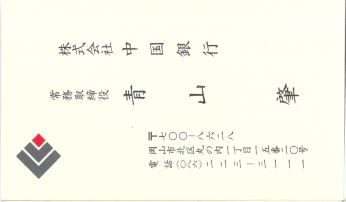 株式会社 中国銀行
常務取締役 青山 肇
〒七〇〇-八六二八
岡山市北区丸の内一丁目一五番二〇号
電話(〇八六)二二三-三一一一